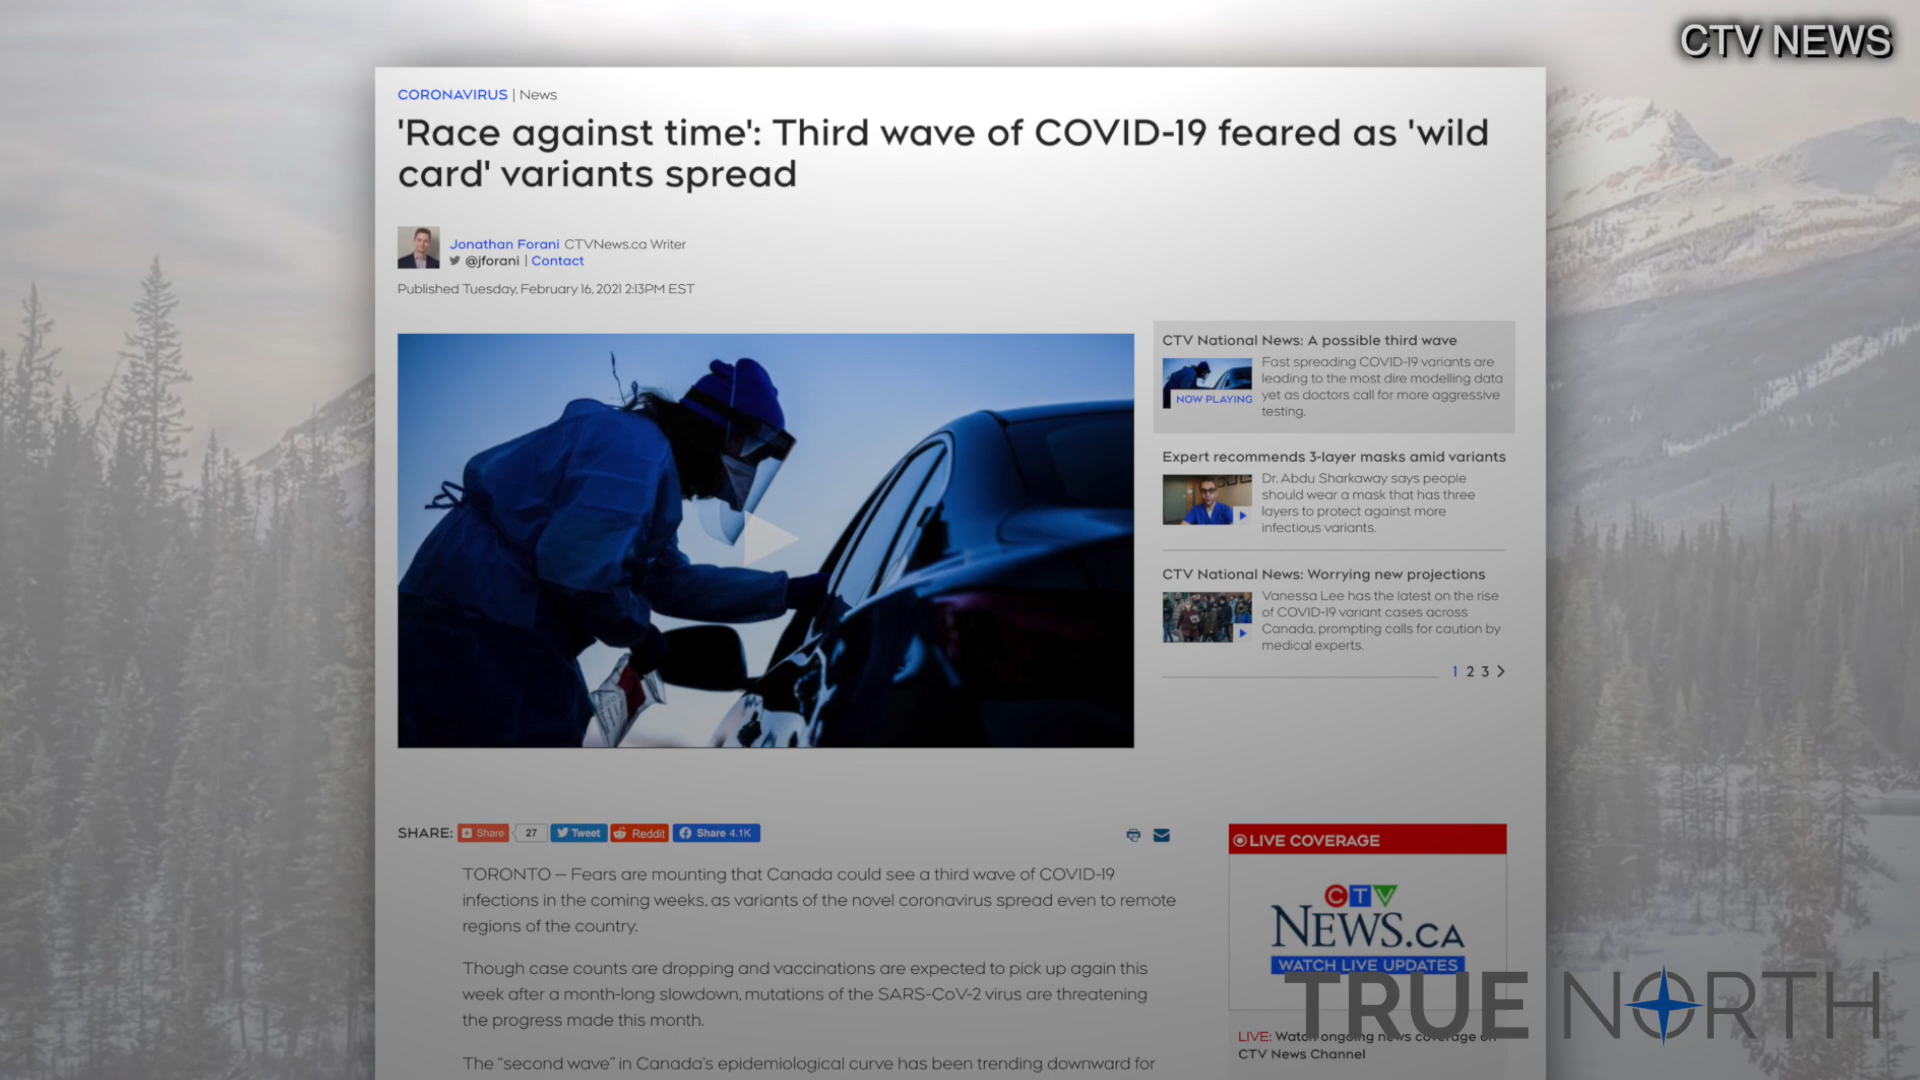 CTV NEWS
CORONAVIRUS | News
'Race against time': Third wave of COVID-19 feared as 'wild
card' variants spread
Jonathan Forani CTVNews.ca Writer
@jforani | Contact
Published Tuesday, February 16, 2021 2:13PM EST
CTV National News: A possible third wave
NOW PLAYING
Fast spreading COVID-19 variants are
leading to the most dire modelling data
yet as doctors call for more aggressive
testing.
Expert recommends 3-layer masks amid variants
Dr. Abdu Sharkaway says people
should wear a mask that has three
layers to protect against more
infectious variants.
CTV National News: Worrying new projections
Vanessa Lee has the latest on the rise
of COVID-19 variant cases across
Canada, prompting calls for caution by
medical experts.
1 2 3 >
SHARE: Share 27 Tweet Reddit Share 4.1K
TORONTO – Fears are mounting that Canada could see a third wave of COVID-19
infections in the coming weeks, as variants of the novel coronavirus spread even to remote
regions of the country.
Though case counts are dropping and vaccinations are expected to pick up again this
week after a month-long slowdown, mutations of the SARS-CoV-2 virus are threatening
the progress made this month.
The "second wave" in Canada's epidemiological curve has been trending downward for
LIVE COVERAGE
CTV
NEWS.CA
WATCH LIVE UPDATES
LIVE: Watch ongoing news coverage on
CTV News Channel
TRUE NORTH